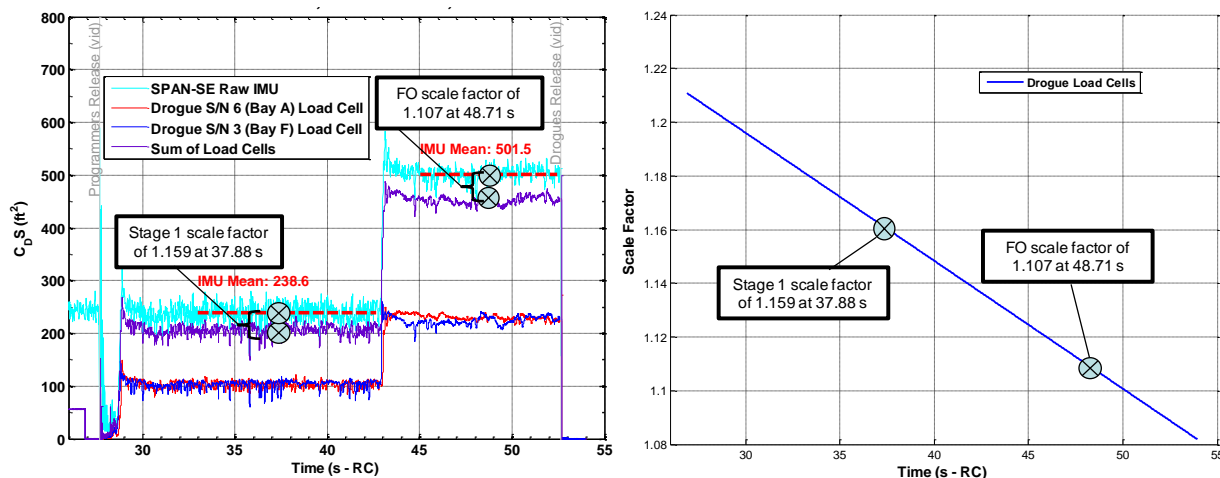 800
700
600
500
400
300
200
100
0
C_D S (ft²)
Programmers Release (vid)
SPAN-SE Raw IMU
Drogue S/N 6 (Bay A) Load Cell
Drogue S/N 3 (Bay F) Load Cell
Sum of Load Cells
FO scale factor of
1.107 at 48.71 s
Drogues Release (vid)
IMU Mean: 501.5
Stage 1 scale factor
of 1.159 at 37.88 s
IMU Mean: 238.6
30 35 40 45 50 55
Time (s - RC)
1.24
1.22
1.2
1.18
1.16
1.14
1.12
1.1
1.08
Scale Factor
Drogue Load Cells
Stage 1 scale factor
of 1.159 at 37.88 s
FO scale factor of
1.107 at 48.71 s
30 35 40 45 50 55
Time (s - RC)